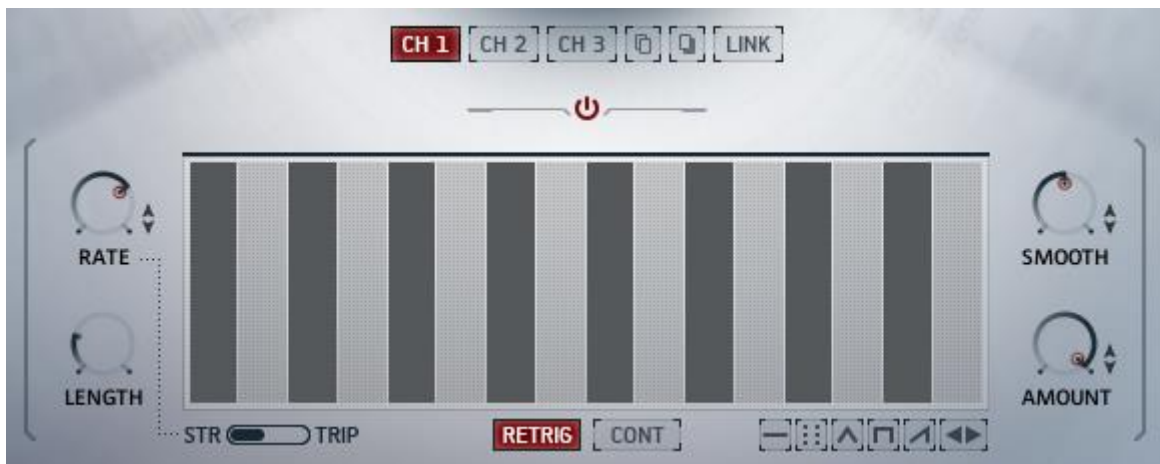 CH 1 CH 2 CH 3 LINK
RATE SMOOTH
LENGTH AMOUNT
STR TRIP RETRIG CONT